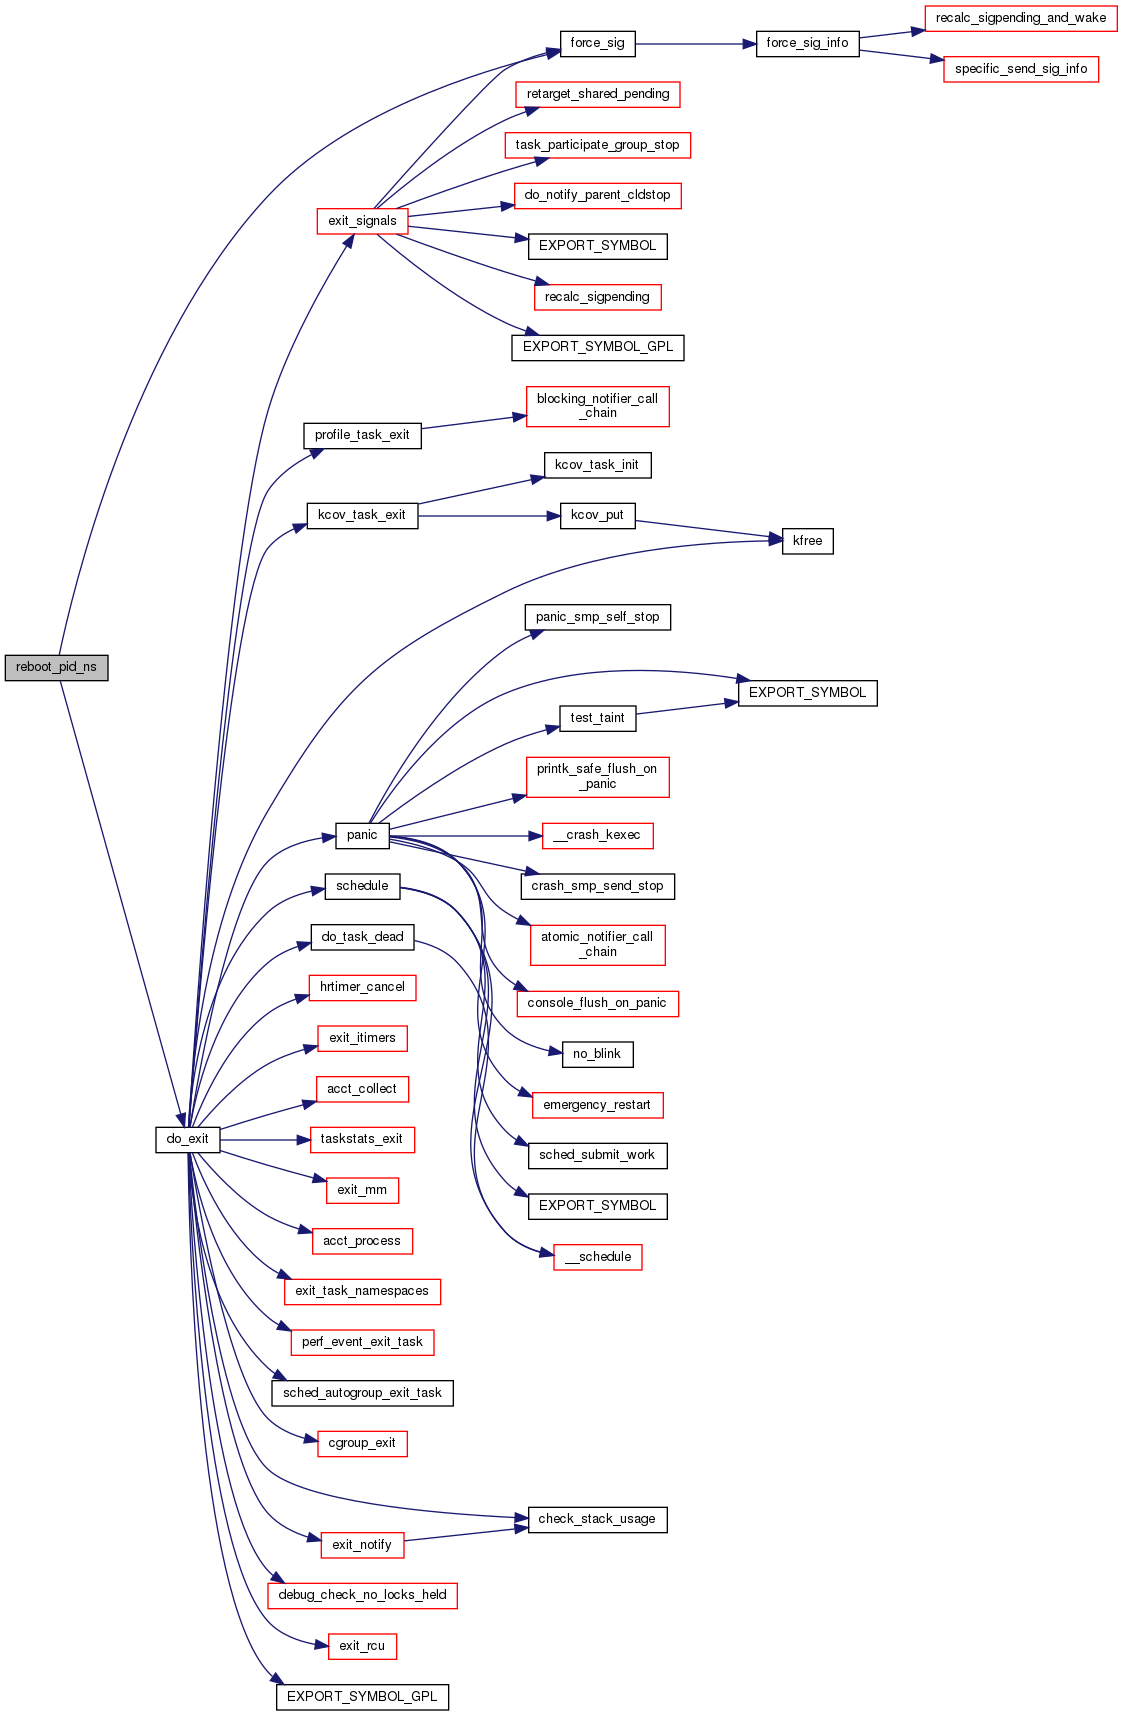 recalc_sigpending_and_wake
force_sig
force_sig_info
specific_send_sig_info
retarget_shared_pending
task_participate_group_stop
do_notify_parent_cldstop
exit_signals
EXPORT_SYMBOL
recalc_sigpending
EXPORT_SYMBOL_GPL
blocking_notifier_call
_chain
profile_task_exit
kcov_task_init
kcov_task_exit
kcov_put
kfree
panic_smp_self_stop
reboot_pid_ns
EXPORT_SYMBOL
test_taint
printk_safe_flush_on
_panic
panic
__crash_kexec
schedule
crash_smp_send_stop
do_task_dead
atomic_notifier_call
_chain
hrtimer_cancel
console_flush_on_panic
exit_itimers
no_blink
acct_collect
emergency_restart
do_exit
taskstats_exit
sched_submit_work
exit_mm
EXPORT_SYMBOL
acct_process
__schedule
exit_task_namespaces
perf_event_exit_task
sched_autogroup_exit_task
cgroup_exit
check_stack_usage
exit_notify
debug_check_no_locks_held
exit_rcu
EXPORT_SYMBOL_GPL